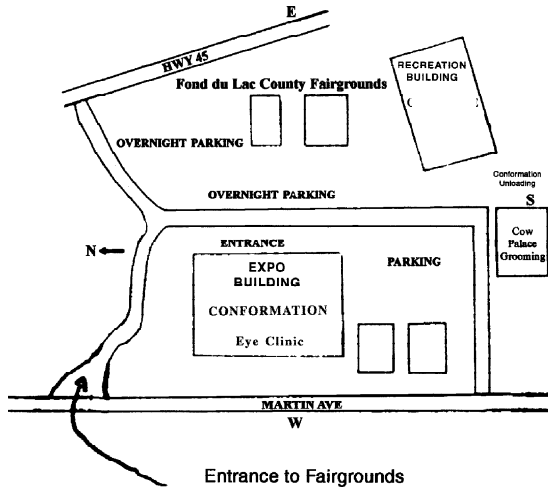 E
HWY 45
RECREATION
BUILDING
Fond du Lac County Fairgrounds
OVERNIGHT PARKING
Conformation
Unloading
S
OVERNIGHT PARKING
Cow
Palace
Grooming
N
ENTRANCE
EXPO
BUILDING
CONFORMATION
Eye Clinic
PARKING
MARTIN AVE
W
Entrance to Fairgrounds